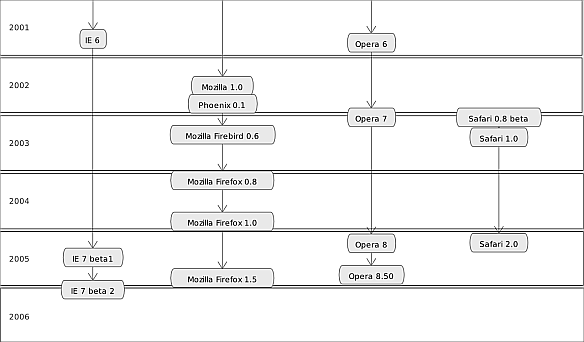 2001
IE 6
Opera 6
2002
Mozilla 1.0
Phoenix 0.1
Opera 7
Safari 0.8 beta
Mozilla Firebird 0.6
Safari 1.0
2003
Mozilla Firefox 0.8
2004
Mozilla Firefox 1.0
Opera 8
Safari 2.0
2005
IE 7 beta1
Opera 8.50
Mozilla Firefox 1.5
IE 7 beta 2
2006